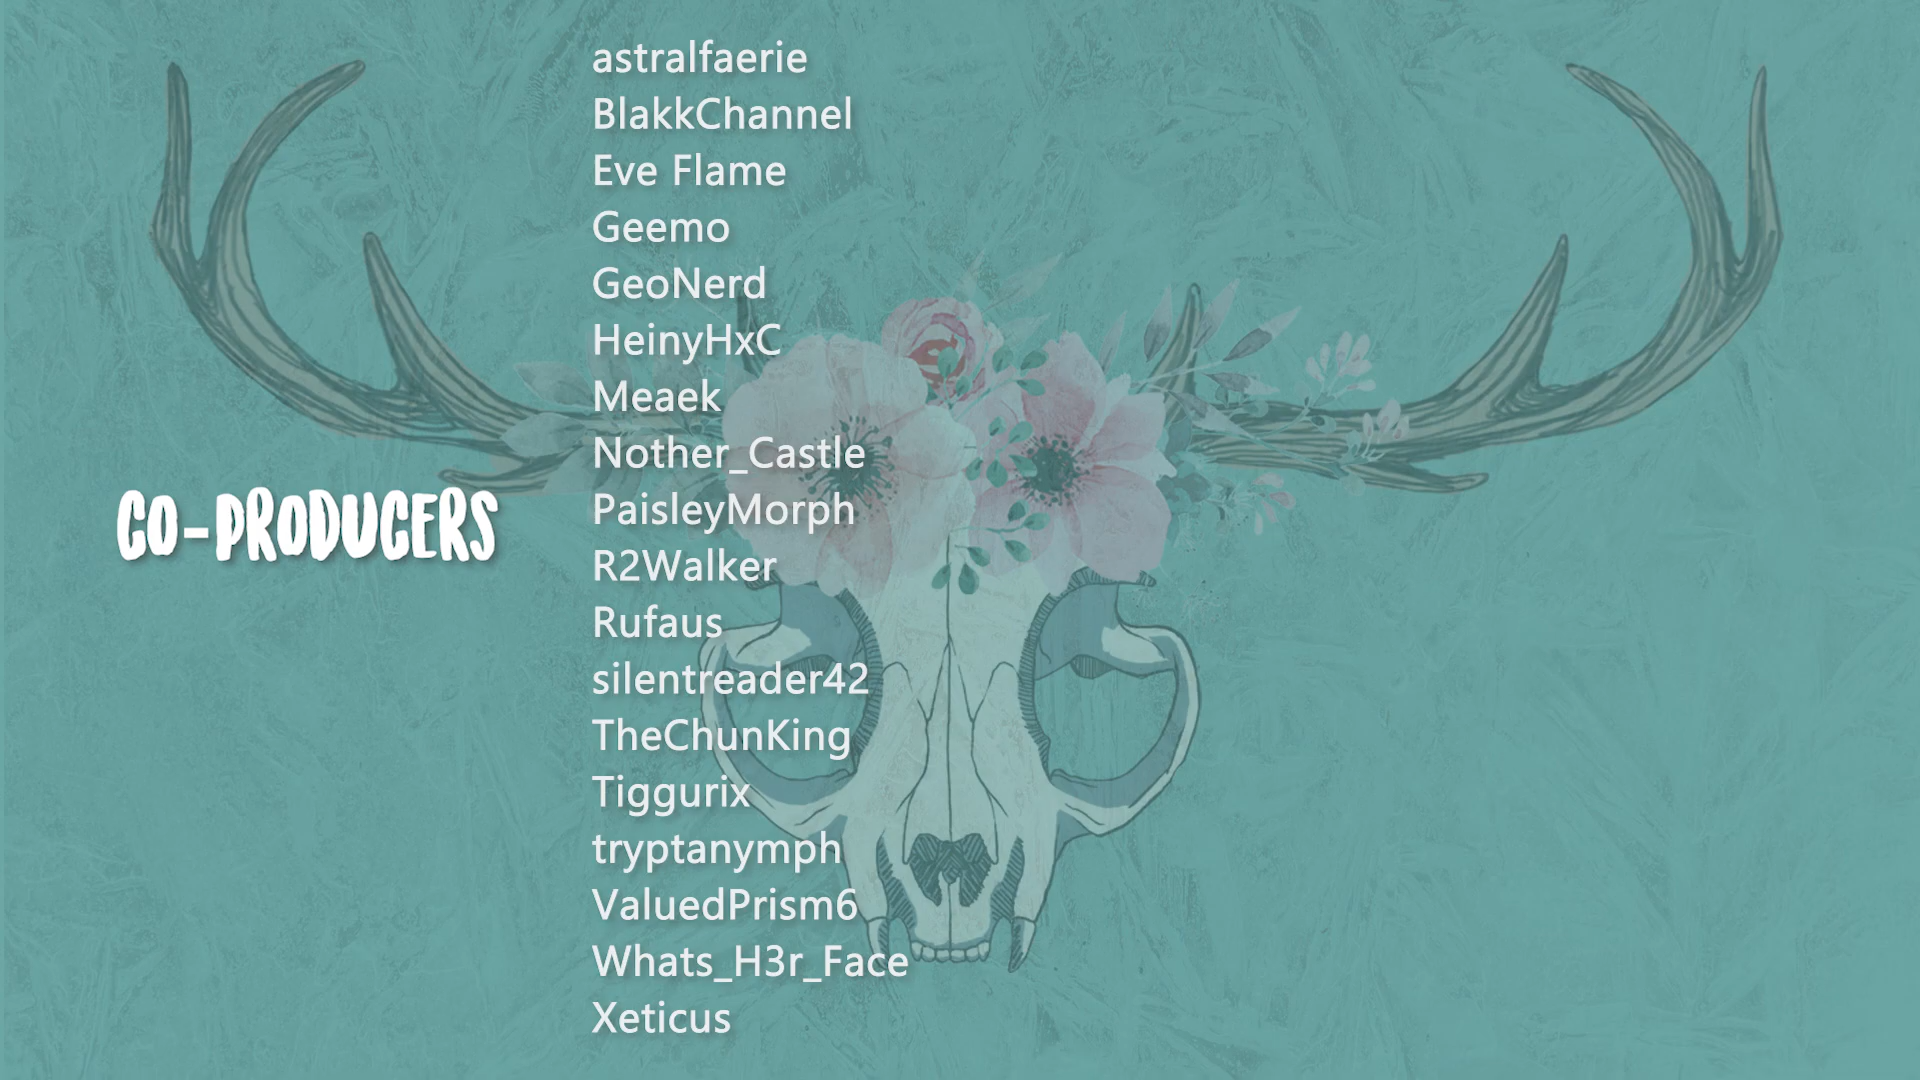 CO-PRODUCERS
astralfaerie
BlakkChannel
Eve Flame
Geemo
GeoNerd
HeinyHxC
Meaek
Nother_Castle
PaisleyMorph
R2Walker
Rufaus
silentreader42
TheChunKing
Tiggurix
tryptanymph
ValuedPrism6
Whats_H3r_Face
Xeticus